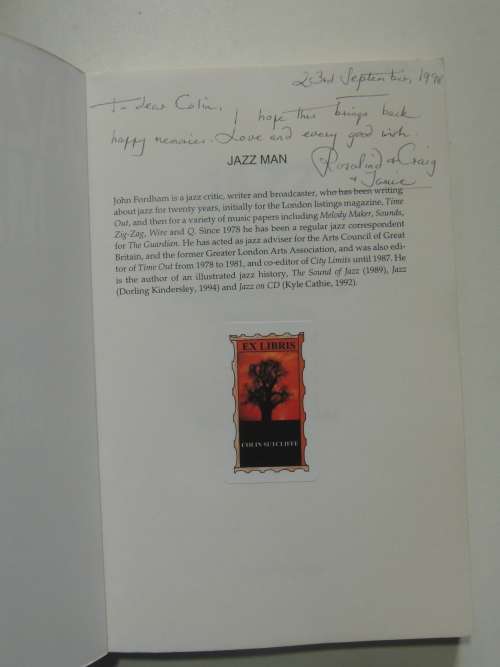 23rd September, 1998
To dear Colin,
I hope this brings back
happy memories. Love and every good wish.
Rosalind & Craig
& Janie
JAZZ MAN
John Fordham is a jazz critic, writer and broadcaster, who has been writing
about jazz for twenty years, initially for the London listings magazine, Time
Out, and then for a variety of music papers including Melody Maker, Sounds,
Zig-Zag, Wire and Q. Since 1978 he has been a regular jazz correspondent
for The Guardian. He has acted as jazz adviser for the Arts Council of Great
Britain, and the former Greater London Arts Association, and was also edi-
tor of Time Out from 1978 to 1981, and co-editor of City Limits until 1987. He
is the author of an illustrated jazz history, The Sound of Jazz (1989), Jazz
(Dorling Kindersley, 1994) and Jazz on CD (Kyle Cathie, 1992).
EX LIBRIS
COLIN SUTCLIFFE